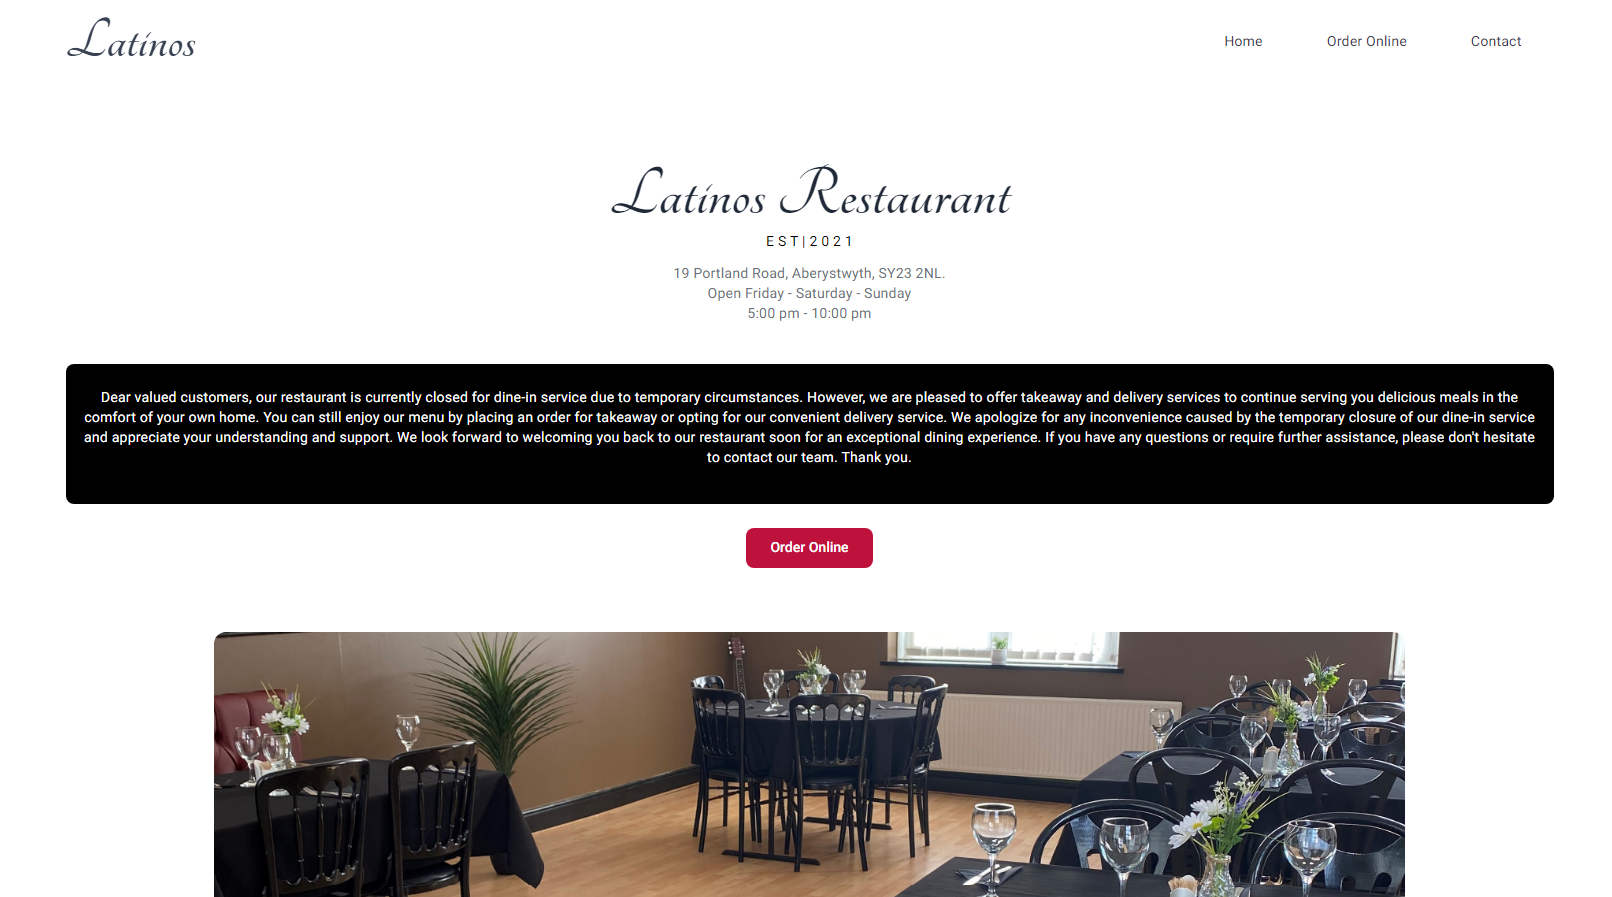 Latinos
Home
Order Online
Contact
Latinos Restaurant
EST|2021
19 Portland Road, Aberystwyth, SY23 2NL.
Open Friday - Saturday - Sunday
5:00 pm - 10:00 pm
Dear valued customers, our restaurant is currently closed for dine-in service due to temporary circumstances. However, we are pleased to offer takeaway and delivery services to continue serving you delicious meals in the
comfort of your own home. You can still enjoy our menu by placing an order for takeaway or opting for our convenient delivery service. We apologize for any inconvenience caused by the temporary closure of our dine-in service
and appreciate your understanding and support. We look forward to welcoming you back to our restaurant soon for an exceptional dining experience. If you have any questions or require further assistance, please don't hesitate
to contact our team. Thank you.
Order Online